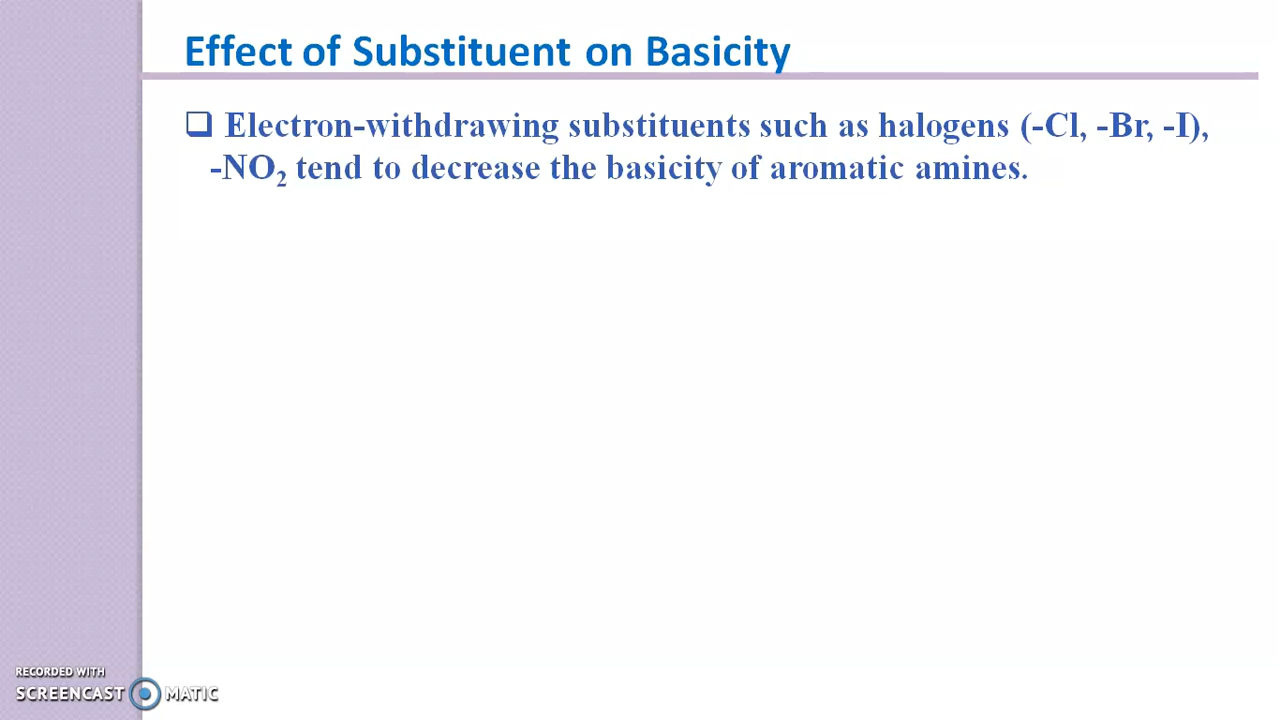 Effect of Substituent on Basicity
❑ Electron-withdrawing substituents such as halogens (-Cl, -Br, -I),
-NO₂ tend to decrease the basicity of aromatic amines.
RECORDED WITH
SCREENCAST MATIC